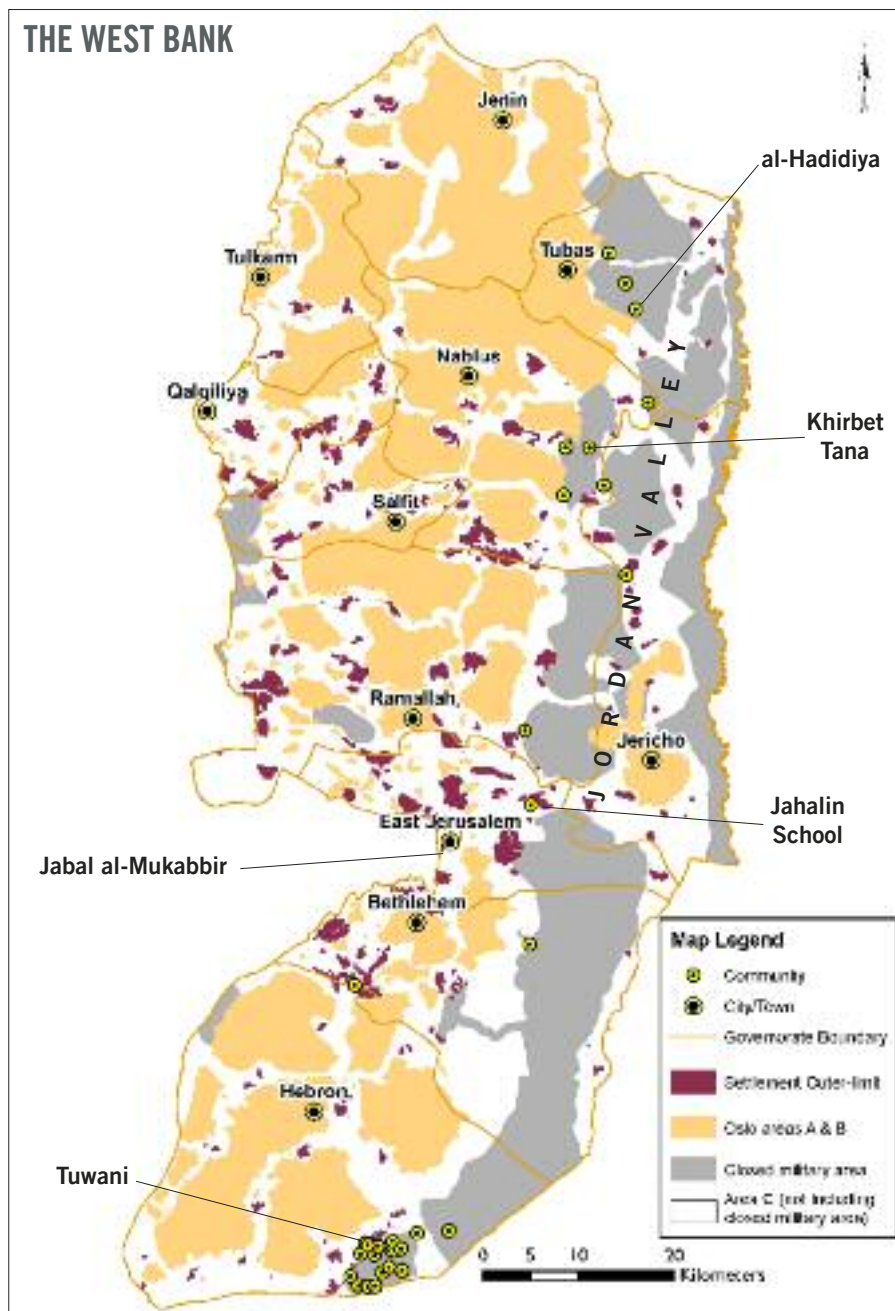 THE WEST BANK
Jenin
al-Hadidiya
Tubas
Tulkarm
Nablus
Qalqiliya
Khirbet
Tana
Salfit
JORDAN VALLEY
Ramallah
Jericho
Jahalin
School
East Jerusalem
Jabal al-Mukabbir
Bethlehem
Map Legend
Community
City/Town
Governorate Boundary
Settlement Outer-limit
Oslo areas A & B
Closed military area
Area C (not including
closed military area)
Hebron
Tuwani
0 5 10 20
Kilometers